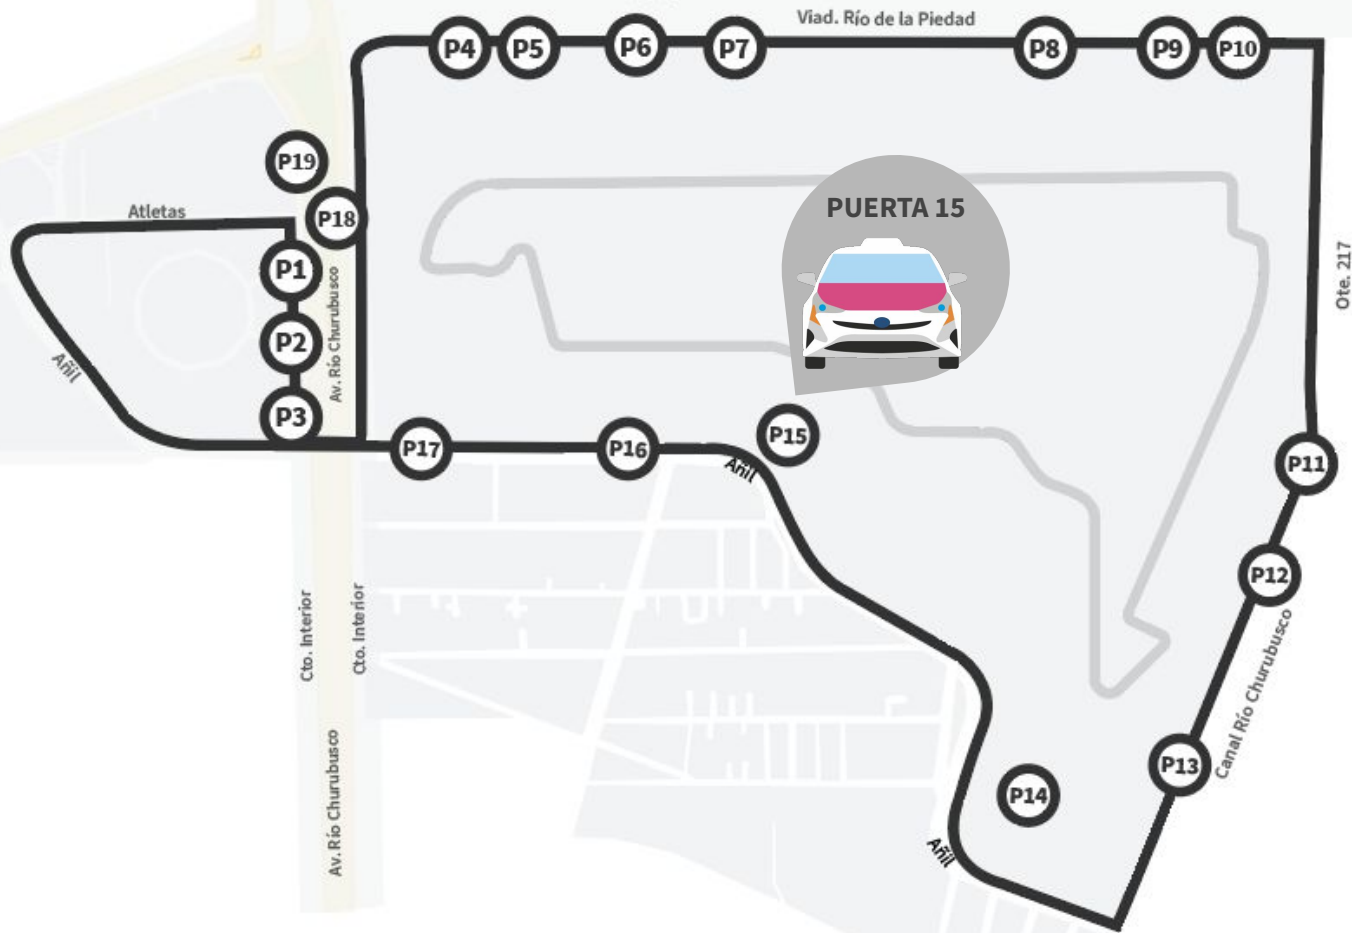 Viad. Río de la Piedad
P4
P5
P6
P7
P8
P9
P10
P19
Atletas
P18
PUERTA 15
P1
Av. Río Churubusco
Ote. 217
P2
Añil
P3
P17
P16
P15
Añil
P11
P12
Cto. Interior
Cto. Interior
Canal Río Churubusco
P13
P14
Av. Río Churubusco
Añil